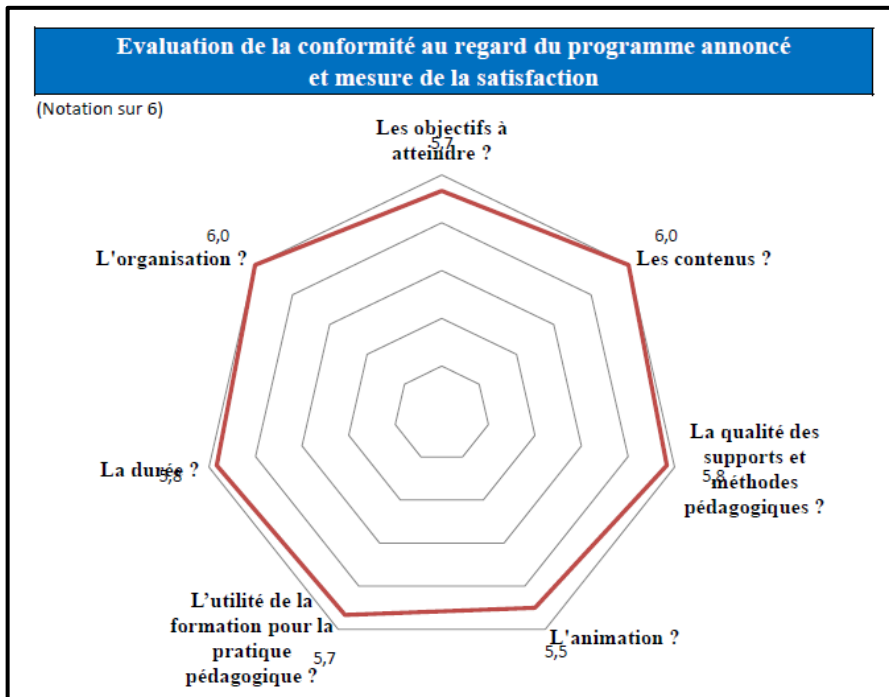 Evaluation de la conformité au regard du programme annoncé
et mesure de la satisfaction
(Notation sur 6)
Les objectifs à
5,7
atteindre ?
6,0
Les contenus ?
La qualité des
supports et
5,8
méthodes
pédagogiques ?
L'animation ?
5,5
L'utilité de la
formation pour la
pratique
pédagogique ?
5,7
La durée ?
5,8
6,0
L'organisation ?